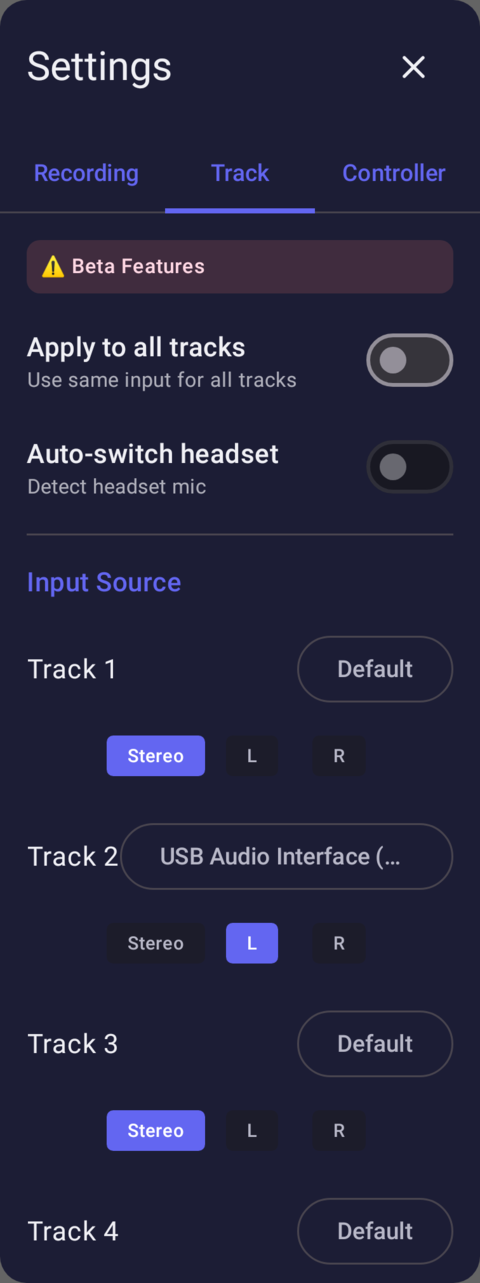 Settings
Recording Track Controller
⚠️ Beta Features
Apply to all tracks
Use same input for all tracks
Auto-switch headset
Detect headset mic
Input Source
Track 1 Default
Stereo L R
Track 2 USB Audio Interface (...
Stereo L R
Track 3 Default
Stereo L R
Track 4 Default